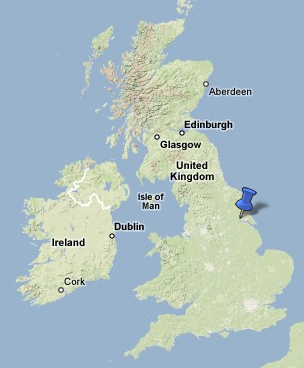 Aberdeen
Edinburgh
Glasgow
United
Kingdom
Isle of
Man
Dublin
Ireland
Cork